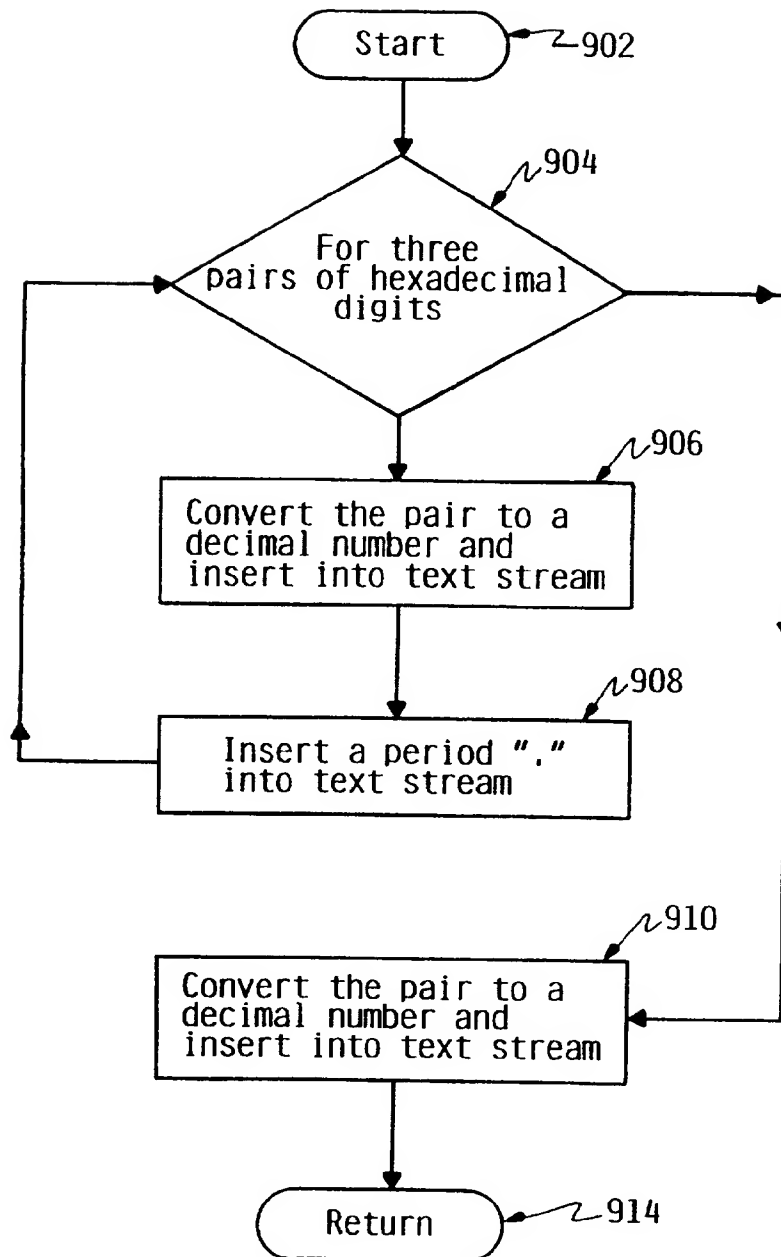 Start
902
904
For three
pairs of hexadecimal
digits
906
Convert the pair to a
decimal number and
insert into text stream
908
Insert a period "."
into text stream
910
Convert the pair to a
decimal number and
insert into text stream
Return
914